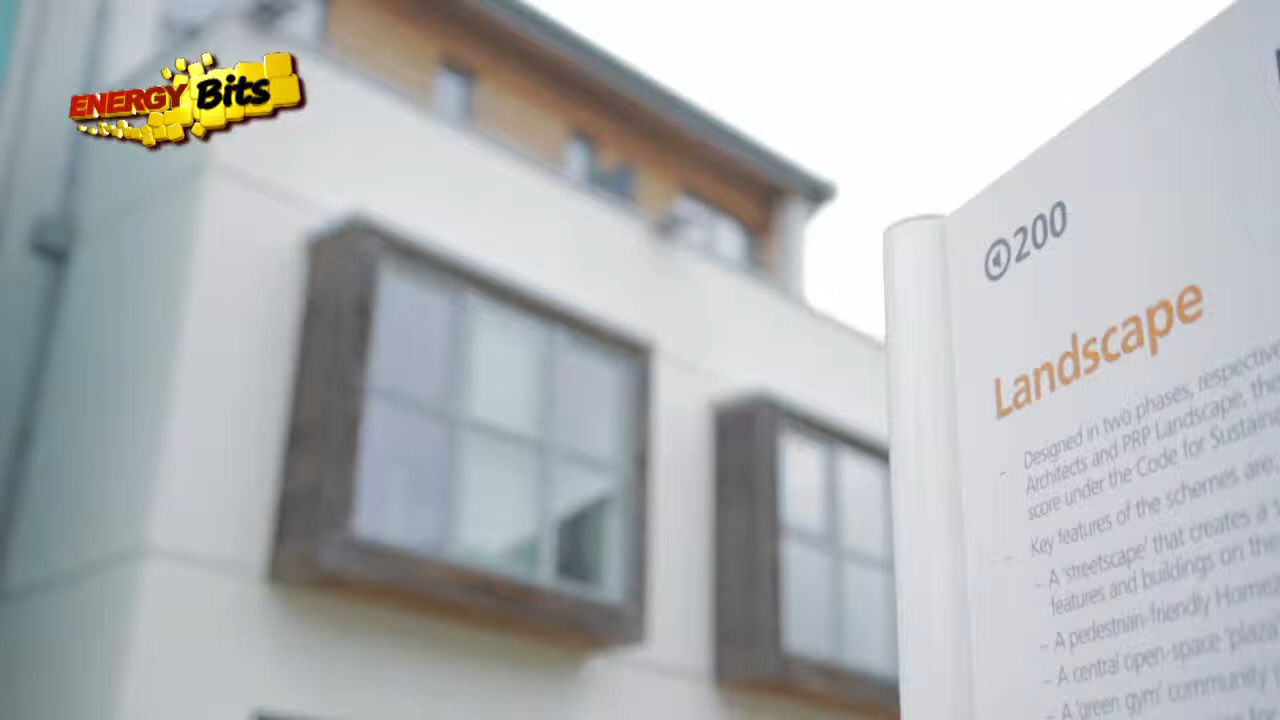 ENERGY Bits
200
Landscape
Designed in two phases, respective
Architects and PRP Landscape, the
score under the Code for Sustain
Key features of the schemes are
- A 'streetscape' that creates a
features and buildings on the
- A pedestrian-friendly Homez
- A central open-space 'plaza'
- A 'green gym' community